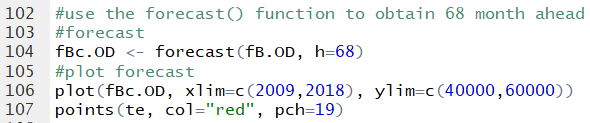 102 #use the forecast() function to obtain 68 month ahead
103 #forecast
104 fBc.OD <- forecast(fB.OD, h=68)
105 #plot forecast
106 plot(fBc.OD, xlim=c(2009,2018), ylim=c(40000,60000))
107 points(te, col="red", pch=19)